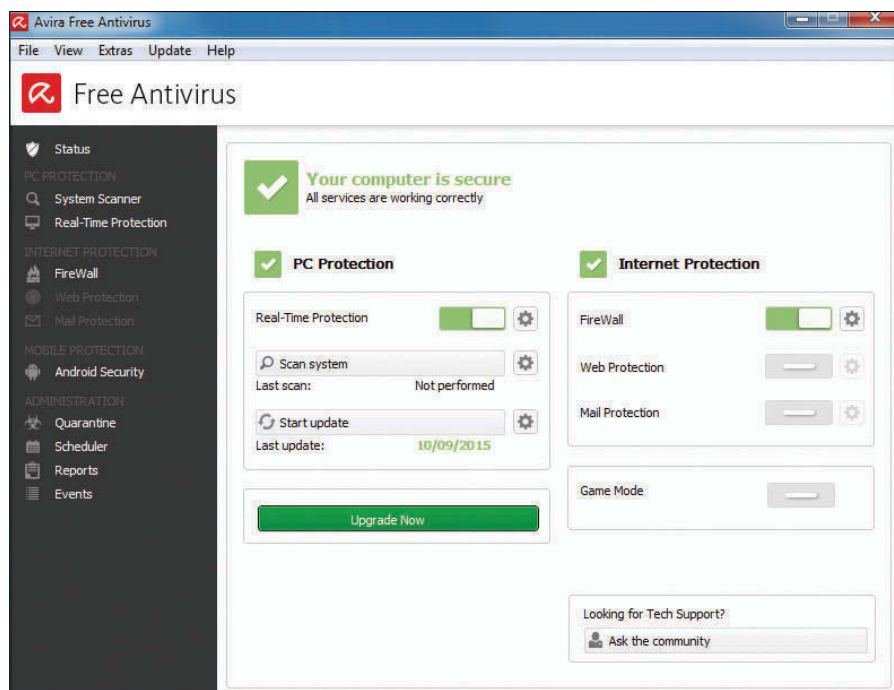 Avira Free Antivirus
File View Extras Update Help
Free Antivirus
Status
PC PROTECTION
System Scanner
Real-Time Protection
INTERNET PROTECTION
FireWall
Web Protection
Mail Protection
MOBILE PROTECTION
Android Security
ADMINISTRATION
Quarantine
Scheduler
Reports
Events
Your computer is secure
All services are working correctly
PC Protection
Real-Time Protection
Scan system
Last scan: Not performed
Start update
Last update: 10/09/2015
Upgrade Now
Internet Protection
FireWall
Web Protection
Mail Protection
Game Mode
Looking for Tech Support?
Ask the community